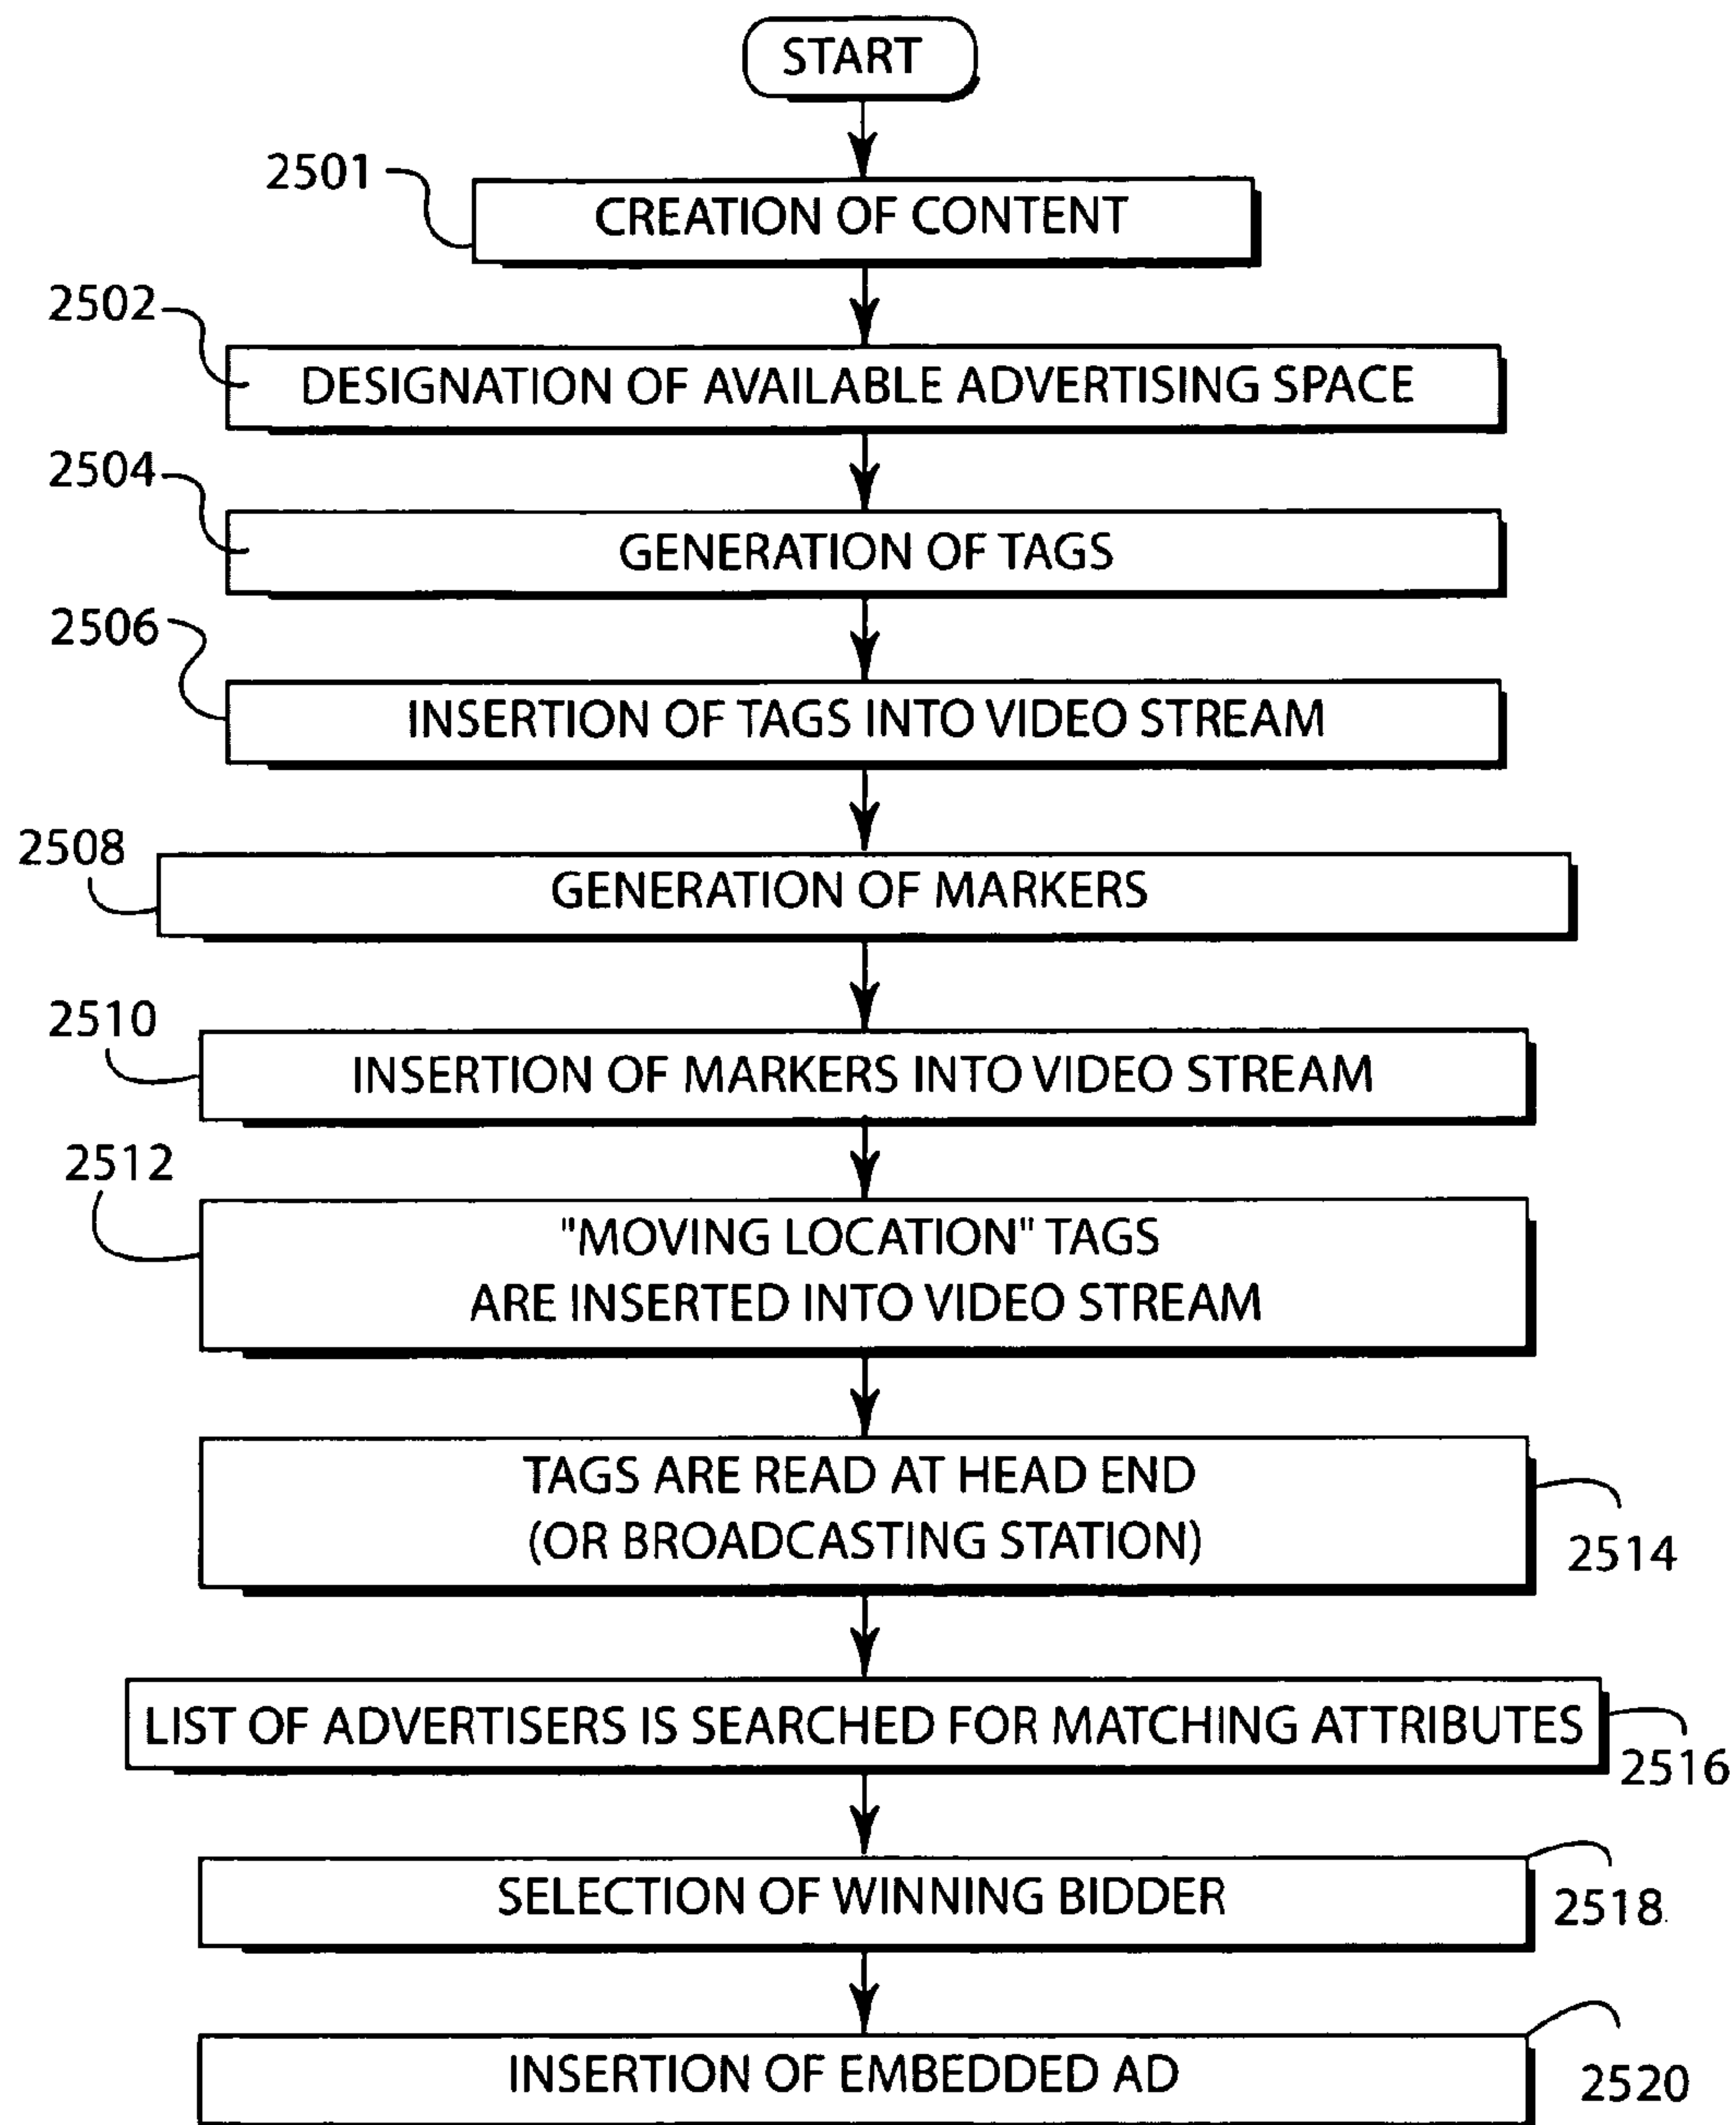 START
2501
CREATION OF CONTENT
2502
DESIGNATION OF AVAILABLE ADVERTISING SPACE
2504
GENERATION OF TAGS
2506
INSERTION OF TAGS INTO VIDEO STREAM
2508
GENERATION OF MARKERS
2510
INSERTION OF MARKERS INTO VIDEO STREAM
2512
"MOVING LOCATION" TAGS
ARE INSERTED INTO VIDEO STREAM
TAGS ARE READ AT HEAD END
(OR BROADCASTING STATION)
2514
LIST OF ADVERTISERS IS SEARCHED FOR MATCHING ATTRIBUTES
2516
SELECTION OF WINNING BIDDER
2518
INSERTION OF EMBEDDED AD
2520